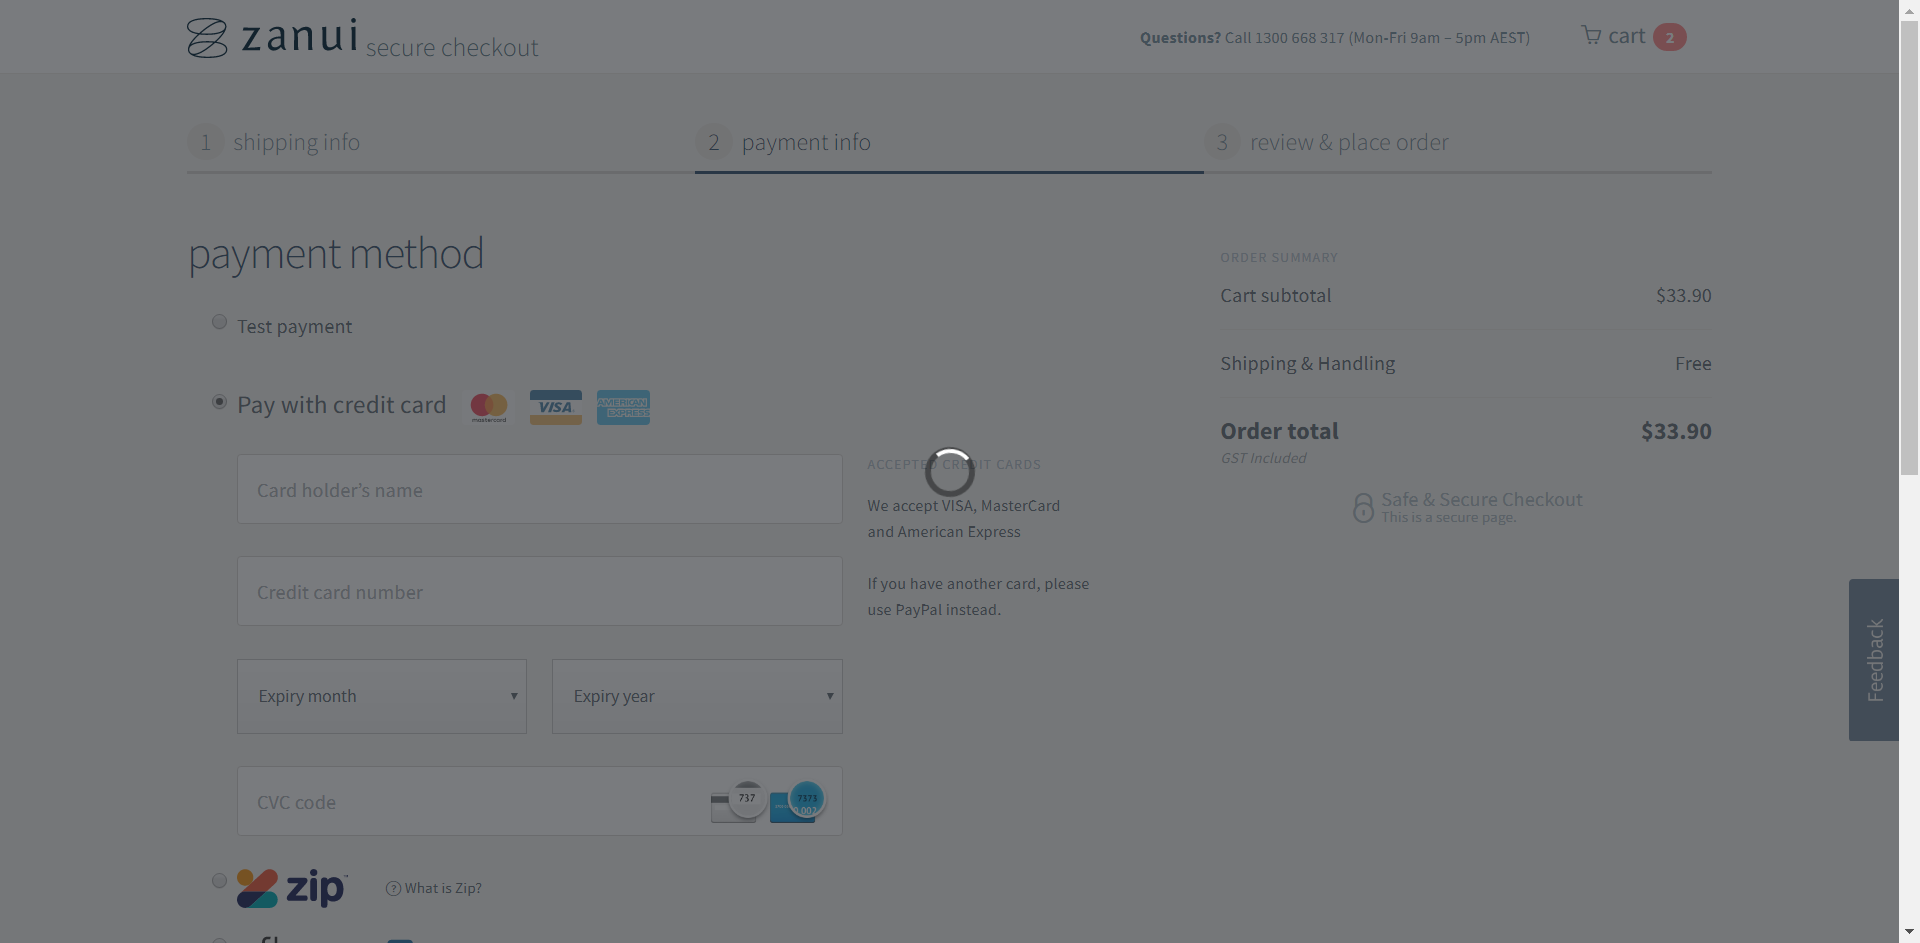 zanui secure checkout
Questions? Call 1300 668 317 (Mon-Fri 9am – 5pm AEST)
cart 2
1 shipping info
2 payment info
3 review & place order
payment method
Test payment
Pay with credit card
mastercard
VISA
AMERICAN EXPRESS
Card holder's name
Credit card number
Expiry month
Expiry year
CVC code
737
7373
ACCEPTED CREDIT CARDS
We accept VISA, MasterCard
and American Express
If you have another card, please
use PayPal instead.
zip
What is Zip?
ORDER SUMMARY
Cart subtotal $33.90
Shipping & Handling Free
Order total $33.90
GST Included
Safe & Secure Checkout
This is a secure page.
Feedback